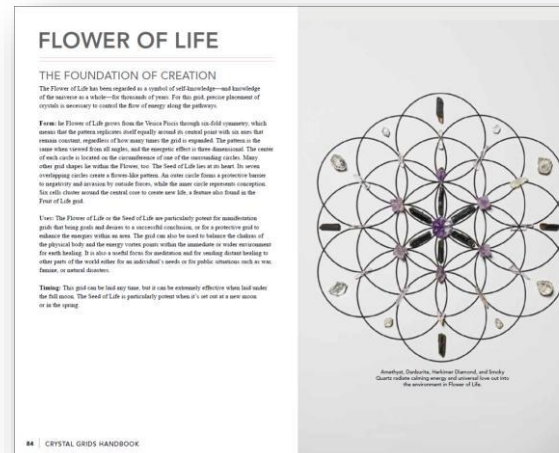 FLOWER OF LIFE
THE FOUNDATION OF CREATION
The Flower of Life has been regarded as a symbol of self-knowledge—and knowledge
of the universe as a whole—for thousands of years. For this grid, precise placement of
crystals is necessary to control the flow of energy along the pathways.
Form: he Flower of Life grows from the Vesica Piscis through six-fold symmetry, which
means that the pattern replicates itself equally around its central point with six axes that
remain constant, regardless of how many times the grid is expanded. The pattern is the
same when viewed from all angles, and the energetic effect is three dimensional. The center
of each circle is located on the circumference of one of the surrounding circles. Many
other grid shapes lie within the Flower, too. The Seed of Life lies at its heart. Its seven
overlapping circles create a flower-like pattern. An outer circle forms a protective barrier
to negativity and invasion by outside forces, while the inner circle represents conception.
Six cells cluster around the central core to create new life, a feature also found in the
Fruit of Life grid.
Uses: The Flower of Life or the Seed of Life are particularly potent for manifestation
grids that bring goals and desires to a successful conclusion, or for a protective grid to
enhance the energies within an area. The grid can also be used to balance the chakras of
the physical body and the energy vortex points within the immediate or wider environment
for earth healing. It is also a useful focus for meditation and for sending distant healing to
other parts of the world either for an individual's needs or for public situations such as war,
famine, or natural disasters.
Timing: This grid can be laid any time, but it can be extremely effective when laid under
the full moon. The Seed of Life is particularly potent when it's set out at a new moon
or in the spring.
Amethyst, Danburite, Herkimer Diamond, and Smoky
Quartz radiate calming energy and universal love out into
the environment in Flower of Life.
84 | CRYSTAL GRIDS HANDBOOK